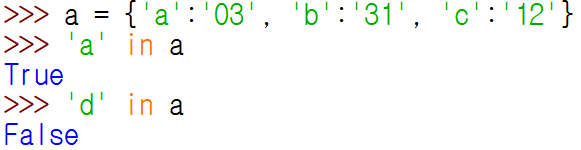 >>> a = {'a':'03', 'b':'31', 'c':'12'}
>>> 'a' in a
True
>>> 'd' in a
False